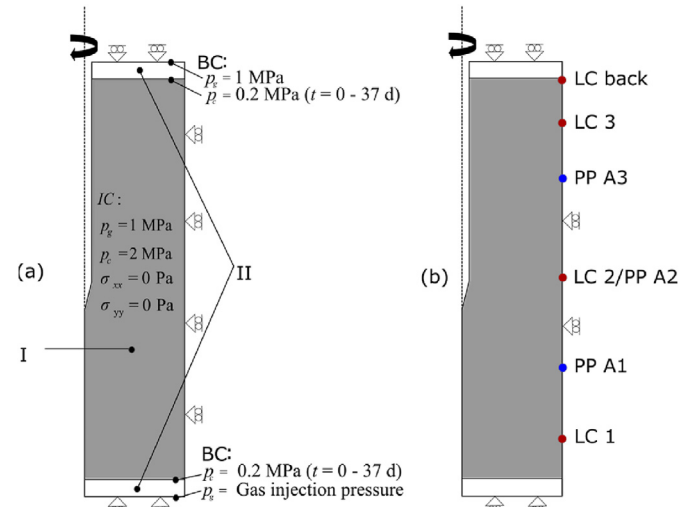 BC:
p_g = 1 MPa
p_c = 0.2 MPa (t = 0 - 37 d)
IC :
p_g =1 MPa
p_c =2 MPa
σ_xx =0 Pa
σ_yy =0 Pa
(a)
II
I
BC:
p_c = 0.2 MPa (t = 0 - 37 d)
p_g = Gas injection pressure
LC back
LC 3
PP A3
(b)
LC 2/PP A2
PP A1
LC 1